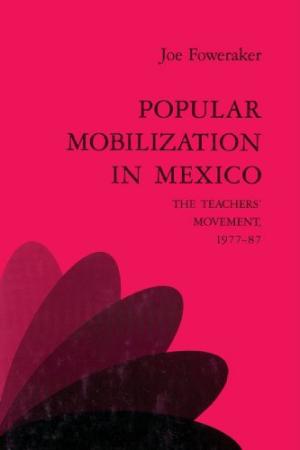 Joe Foweraker
POPULAR
MOBILIZATION
IN MEXICO
THE TEACHERS'
MOVEMENT,
1977–87